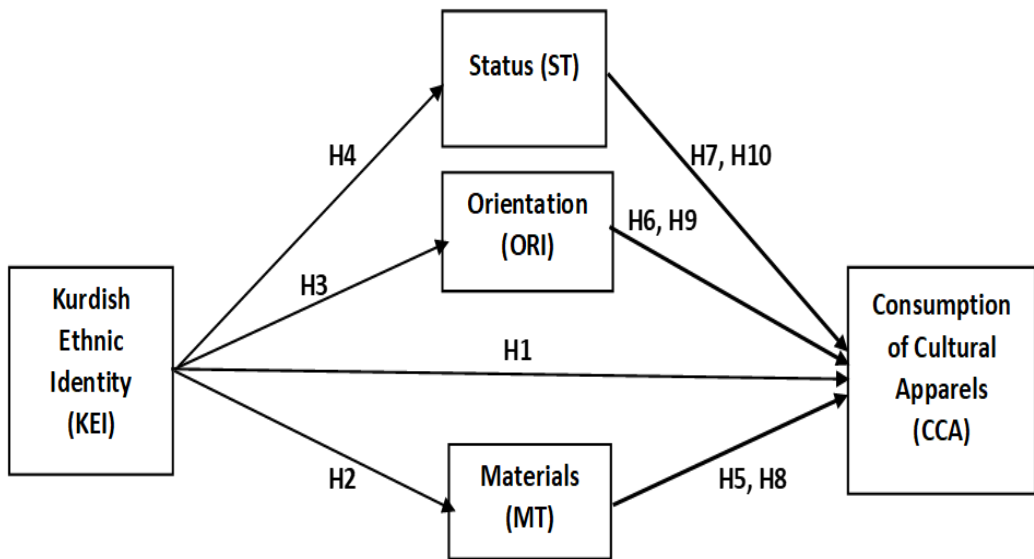 Status (ST)
H4
H7, H10
Orientation
(ORI)
H6, H9
H3
Kurdish
Ethnic
Identity
(KEI)
H1
Consumption
of Cultural
Apparels
(CCA)
H2
Materials
(MT)
H5, H8